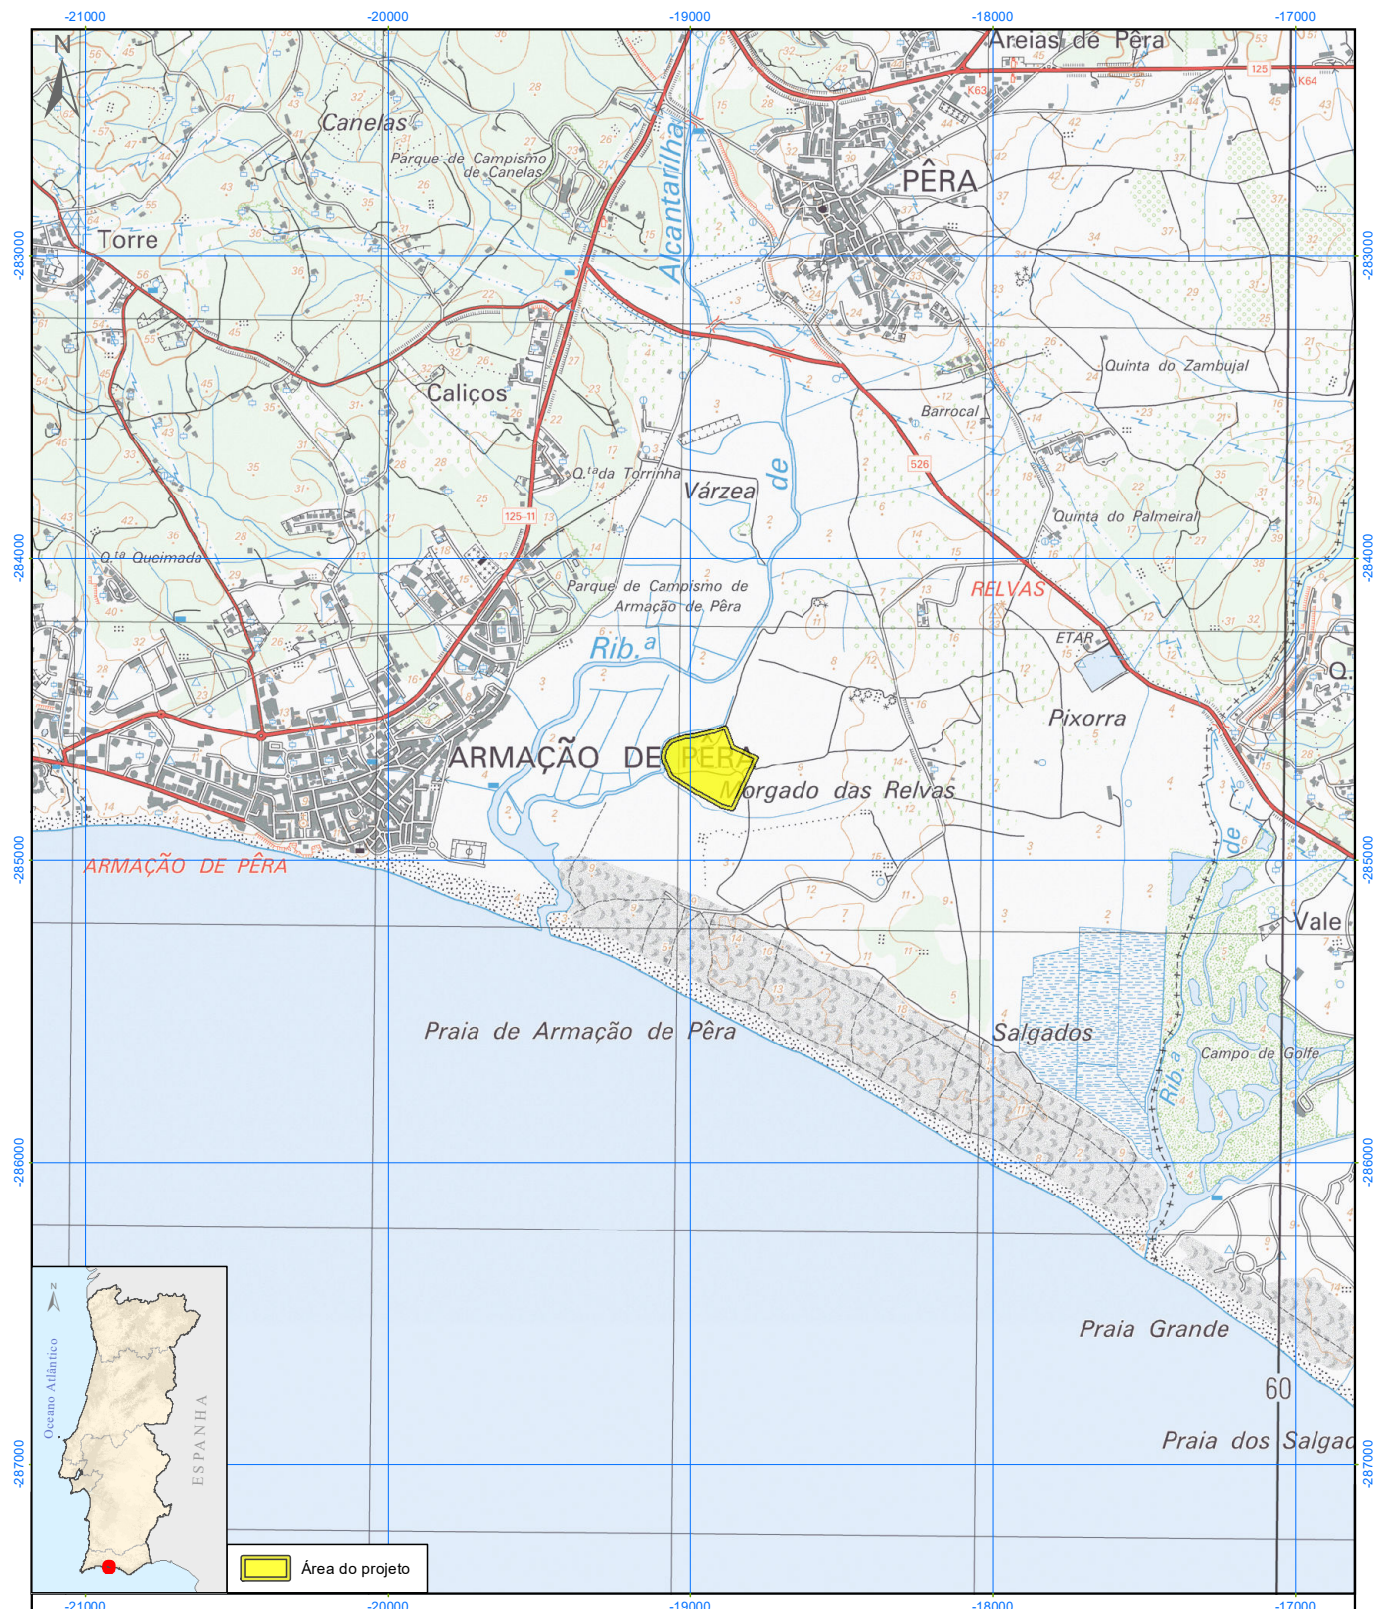 -21000 -20000 -19000 -18000 -17000
N
Areias de Pêra
125
K63
K64
Canelas
Parque de Campismo
de Canelas
Alcantarilha
PÊRA
Torre
-283000 -283000
Caliços
Quinta do Zambujal
Barrocal
526
Q.ta da Torrinha
Várzea
de
125-11
Quinta do Palmeiral
Q.ta Queimada
-284000 -284000
Parque de Campismo de
Armação de Pêra
RELVAS
Rib.a
ETAR
Q.
Pixorra
ARMAÇÃO DE PÊRA
Morgado das Relvas
de
-285000 -285000
ARMAÇÃO DE PÊRA
Vale
Praia de Armação de Pêra
Salgados
Campo de Golfe
Rib.a
-286000 -286000
Praia Grande
60
Praia dos Salgad
-287000 -287000
N
Oceano Atlântico
ESPANHA
Área do projeto
-21000 -20000 -19000 -18000 -17000